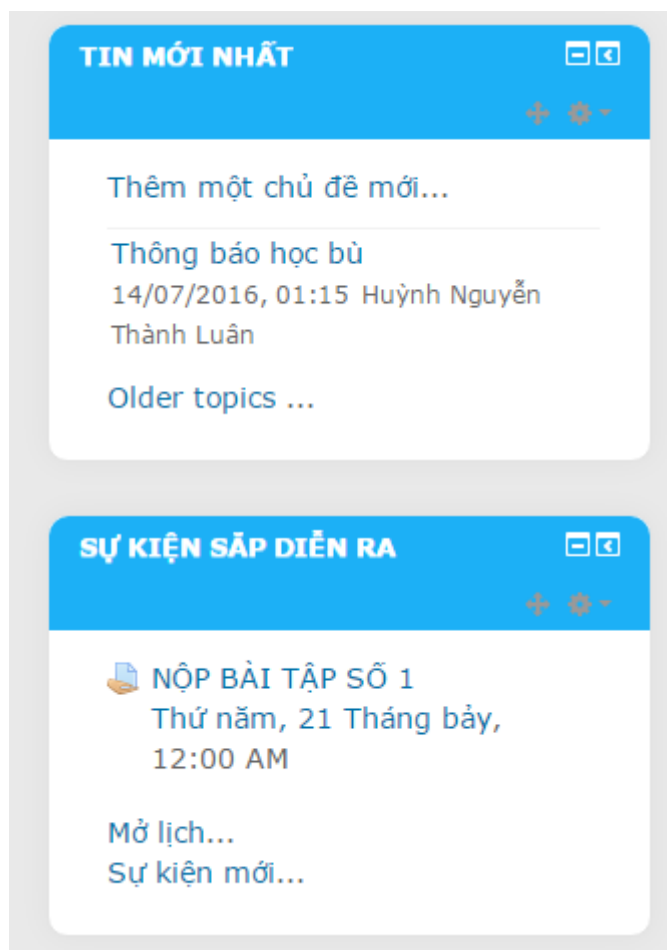 TIN MỚI NHẤT
Thêm một chủ đề mới...
Thông báo học bù
14/07/2016, 01:15 Huỳnh Nguyễn
Thành Luân
Older topics ...
SỰ KIỆN SẮP DIỄN RA
NỘP BÀI TẬP SỐ 1
Thứ năm, 21 Tháng bảy,
12:00 AM
Mở lịch...
Sự kiện mới...